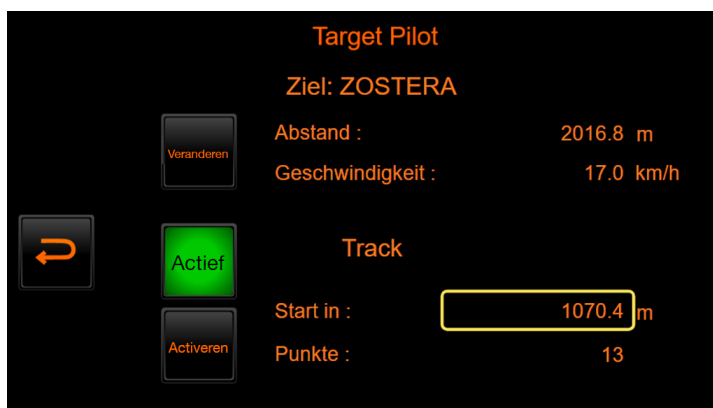 Target Pilot
Ziel: ZOSTERA
Veranderen
Abstand : 2016.8 m
Geschwindigkeit : 17.0 km/h
Actief
Track
Activeren
Start in : 1070.4 m
Punkte : 13